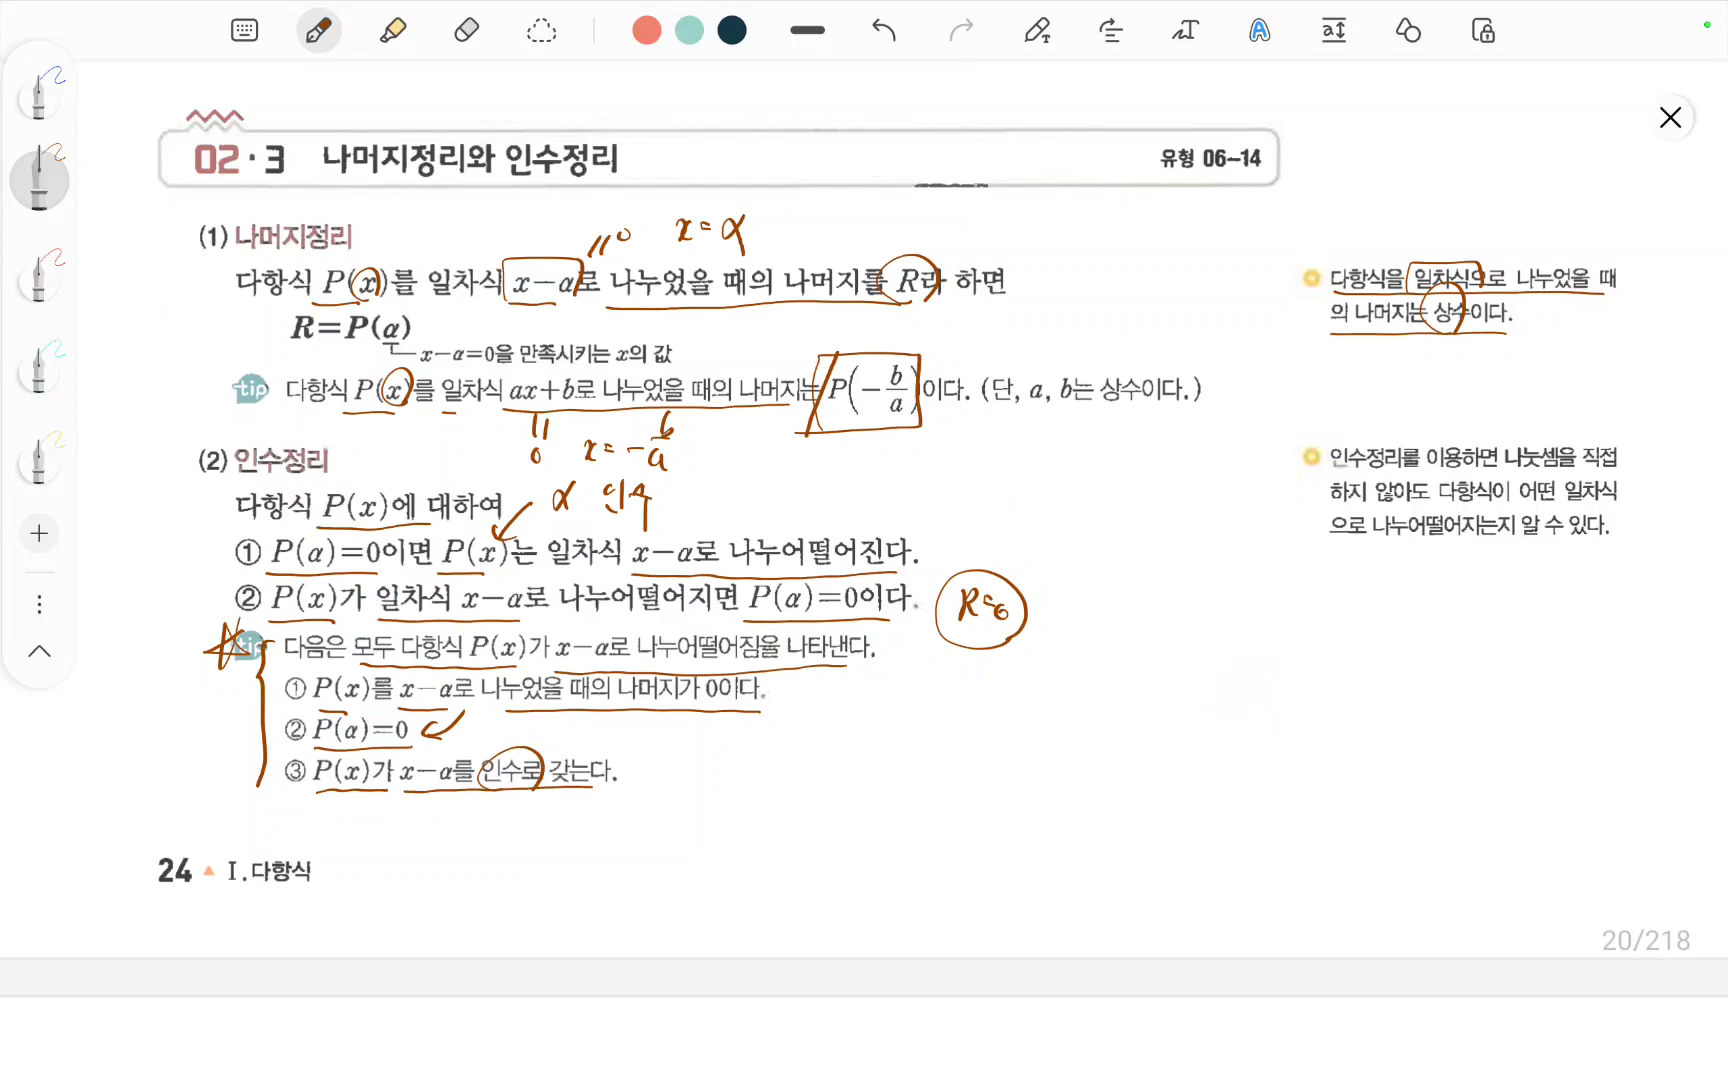 02·3 나머지정리와 인수정리 유형 06-14
(1) 나머지정리
x=α
"0
다항식 P(x)를 일차식 x-α로 나누었을 때의 나머지를 R라 하면
R=P(α)
x-α=0을 만족시키는 x의 값
tip 다항식 P(x)를 일차식 ax+b로 나누었을 때의 나머지는 P(-b/a)이다. (단, a, b는 상수이다.)
"
0
x=-b/a
(2) 인수정리
α 인수
다항식 P(x)에 대하여
① P(α)=0이면 P(x)는 일차식 x-α로 나누어떨어진다.
② P(x)가 일차식 x-α로 나누어떨어지면 P(α)=0이다.
R=0
tip 다음은 모두 다항식 P(x)가 x-α로 나누어떨어짐을 나타낸다.
① P(x)를 x-α로 나누었을 때의 나머지가 0이다.
② P(α)=0
③ P(x)가 x-α를 인수로 갖는다.
다항식을 일차식으로 나누었을 때
의 나머지는 상수이다.
인수정리를 이용하면 나눗셈을 직접
하지 않아도 다항식이 어떤 일차식
으로 나누어떨어지는지 알 수 있다.
24 I. 다항식
20/218